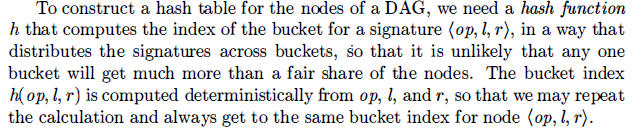 To construct a hash table for the nodes of a DAG, we need a hash function
h that computes the index of the bucket for a signature ⟨op, l, r⟩, in a way that
distributes the signatures across buckets, so that it is unlikely that any one
bucket will get much more than a fair share of the nodes. The bucket index
h(op, l, r) is computed deterministically from op, l, and r, so that we may repeat
the calculation and always get to the same bucket index for node ⟨op, l, r⟩.